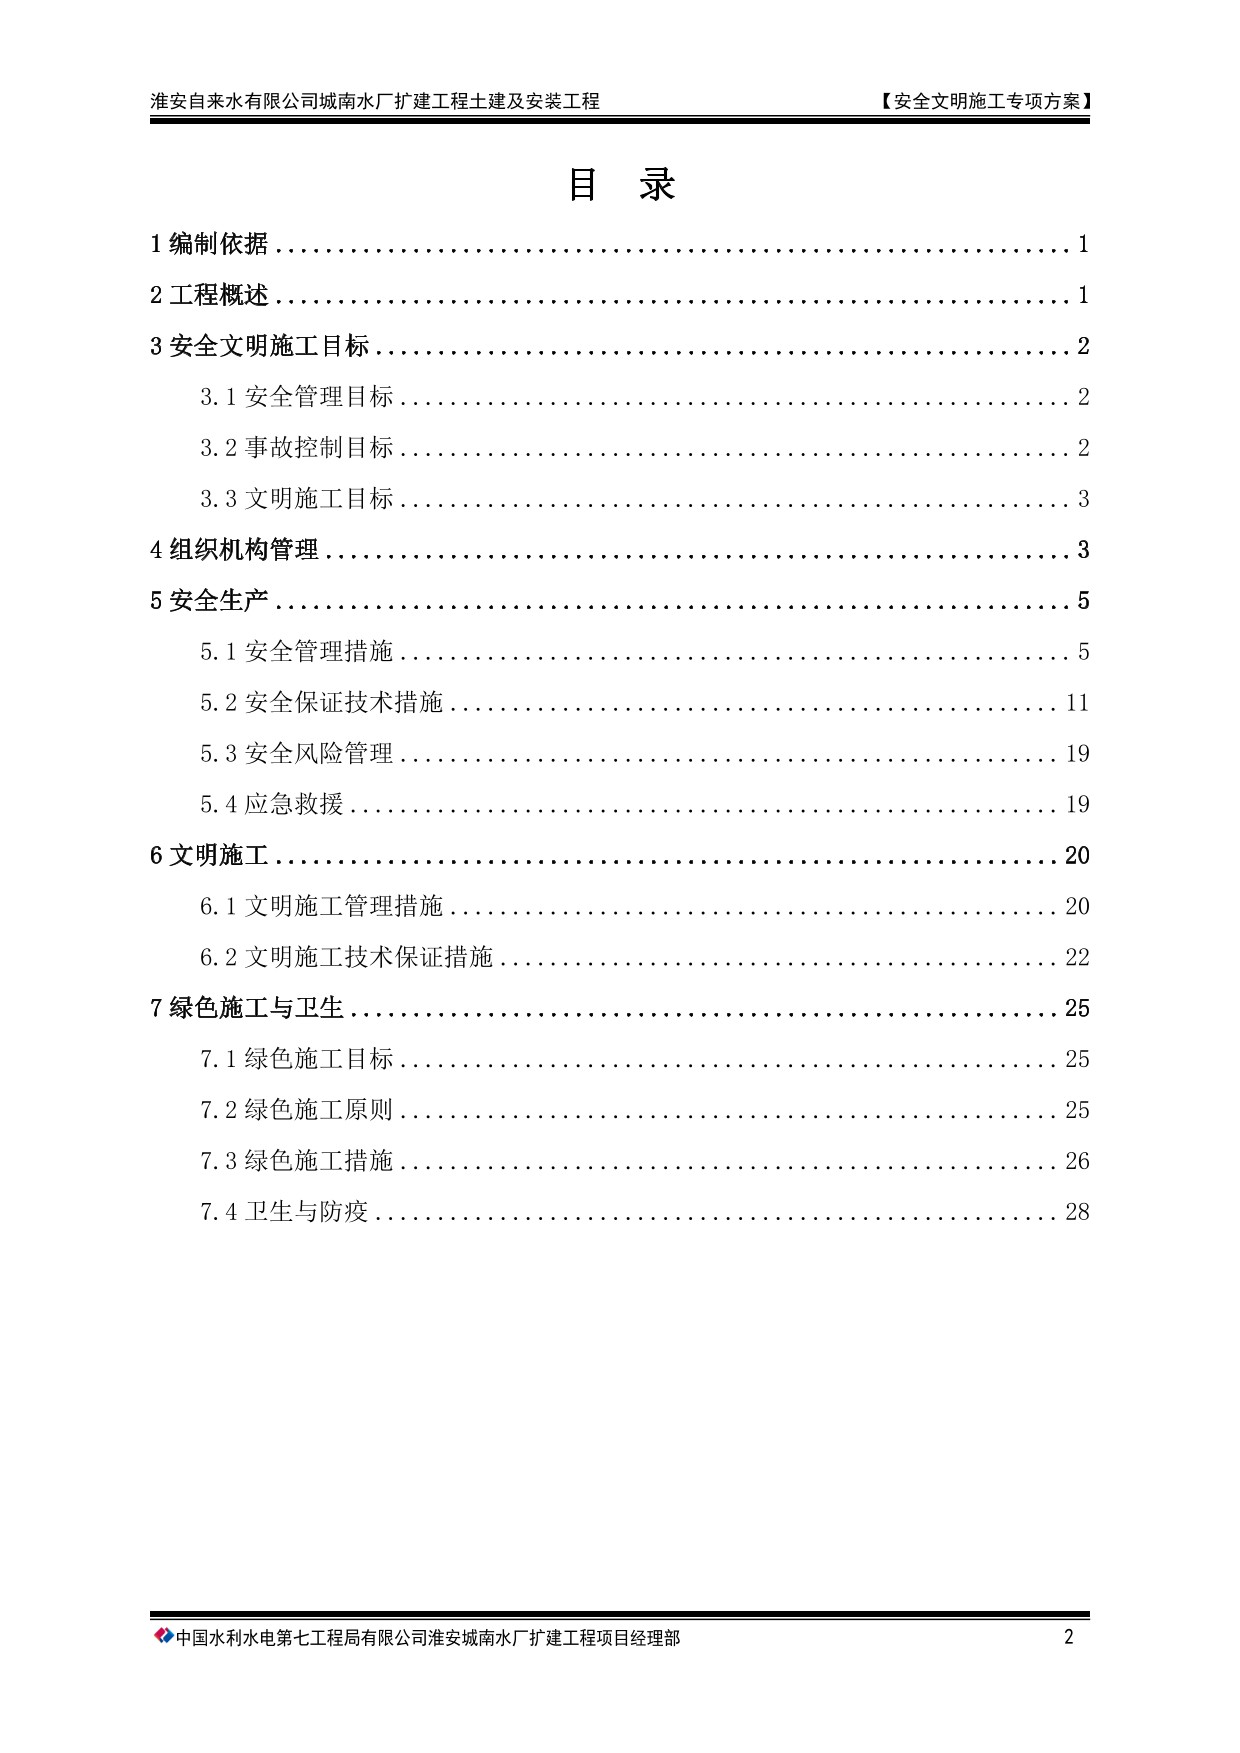 淮安自来水有限公司城南水厂扩建工程土建及安装工程 【安全文明施工专项方案】
目 录
1 编制依据................................................................1
2 工程概述................................................................1
3 安全文明施工目标........................................................2
3.1 安全管理目标......................................................2
3.2 事故控制目标......................................................2
3.3 文明施工目标......................................................3
4 组织机构管理............................................................3
5 安全生产................................................................5
5.1 安全管理措施......................................................5
5.2 安全保证技术措施.................................................11
5.3 安全风险管理.....................................................19
5.4 应急救援.........................................................19
6 文明施工...............................................................20
6.1 文明施工管理措施.................................................20
6.2 文明施工技术保证措施.............................................22
7 绿色施工与卫生.........................................................25
7.1 绿色施工目标.....................................................25
7.2 绿色施工原则.....................................................25
7.3 绿色施工措施.....................................................26
7.4 卫生与防疫.......................................................28
中国水利水电第七工程局有限公司淮安城南水厂扩建工程项目经理部 2